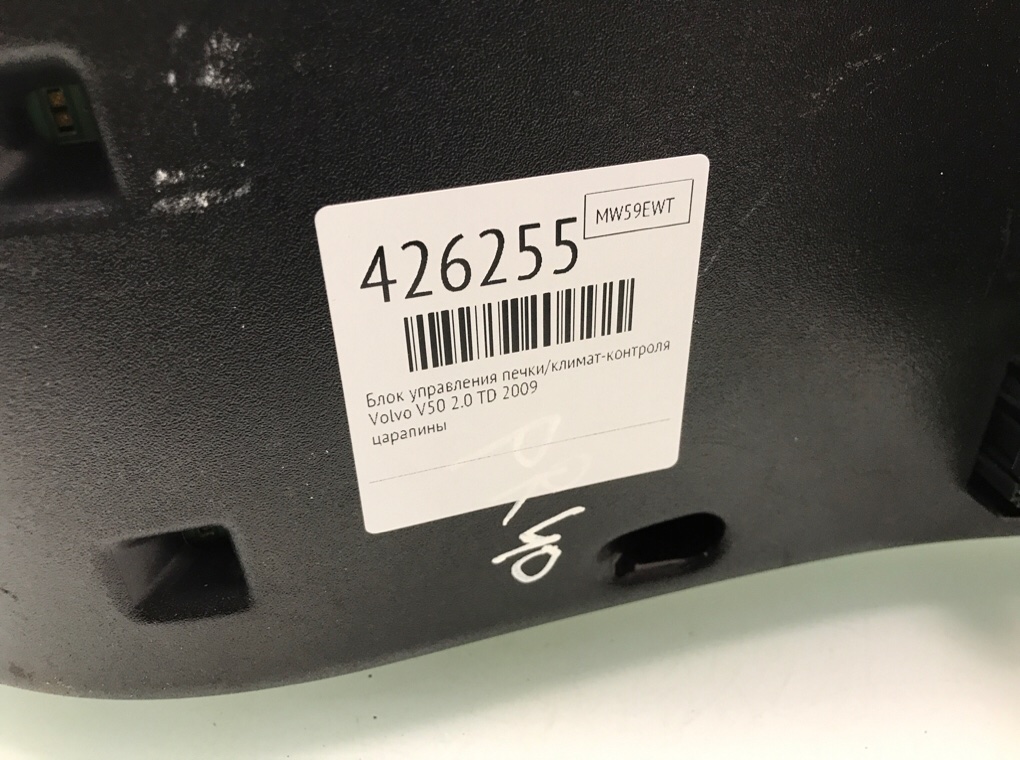 MW59EWT
426255
Блок управления печки/климат-контроля
Volvo V50 2.0 TD 2009
царапины